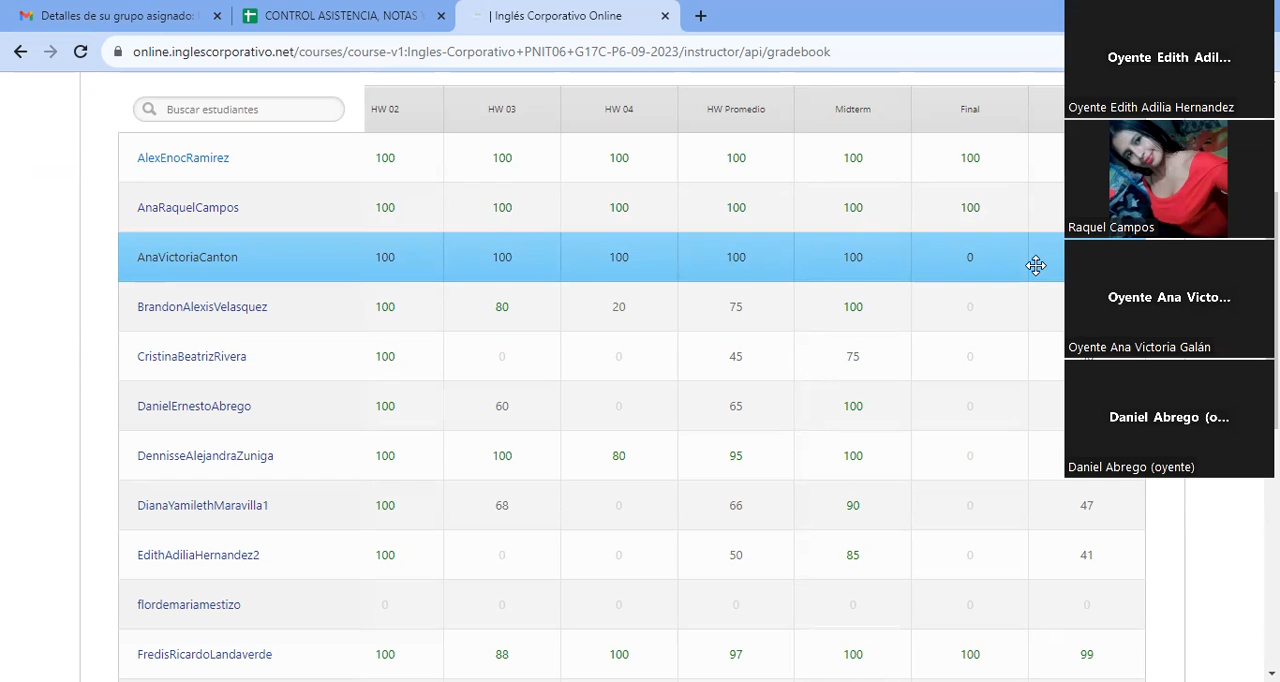 Detalles de su grupo asignado:
CONTROL ASISTENCIA, NOTAS Y
| Inglés Corporativo Online
online.inglescorporativo.net/courses/course-v1:Ingles-Corporativo+PNIT06+G17C-P6-09-2023/instructor/api/gradebook
Buscar estudiantes HW 02 HW 03 HW 04 HW Promedio Midterm Final
AlexEnocRamirez 100 100 100 100 100 100
AnaRaquelCampos 100 100 100 100 100 100
AnaVictoriaCanton 100 100 100 100 100 0
BrandonAlexisVelasquez 100 80 20 75 100 0
CristinaBeatrizRivera 100 0 0 45 75 0
DanielErnestoAbrego 100 60 0 65 100 0
DennisseAlejandraZuniga 100 100 80 95 100 0
DianaYamilethMaravilla1 100 68 0 66 90 0 47
EdithAdiliaHernandez2 100 0 0 50 85 0 41
flordemariamestizo 0 0 0 0 0 0 0
FredisRicardoLandaverde 100 88 100 97 100 100 99
Oyente Edith Adil...
Oyente Edith Adilia Hernandez
Raquel Campos
Oyente Ana Victo...
Oyente Ana Victoria Galán
Daniel Abrego (o...
Daniel Abrego (oyente)